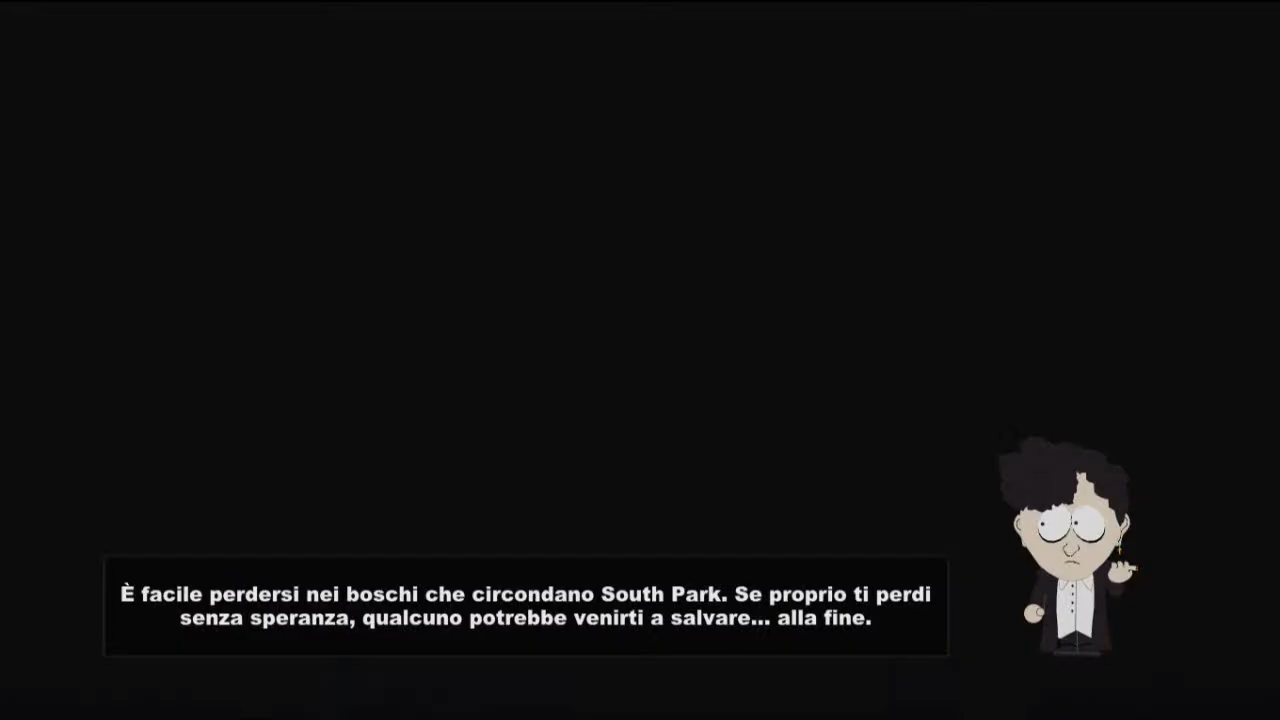 È facile perdersi nei boschi che circondano South Park. Se proprio ti perdi
senza speranza, qualcuno potrebbe venirti a salvare... alla fine.